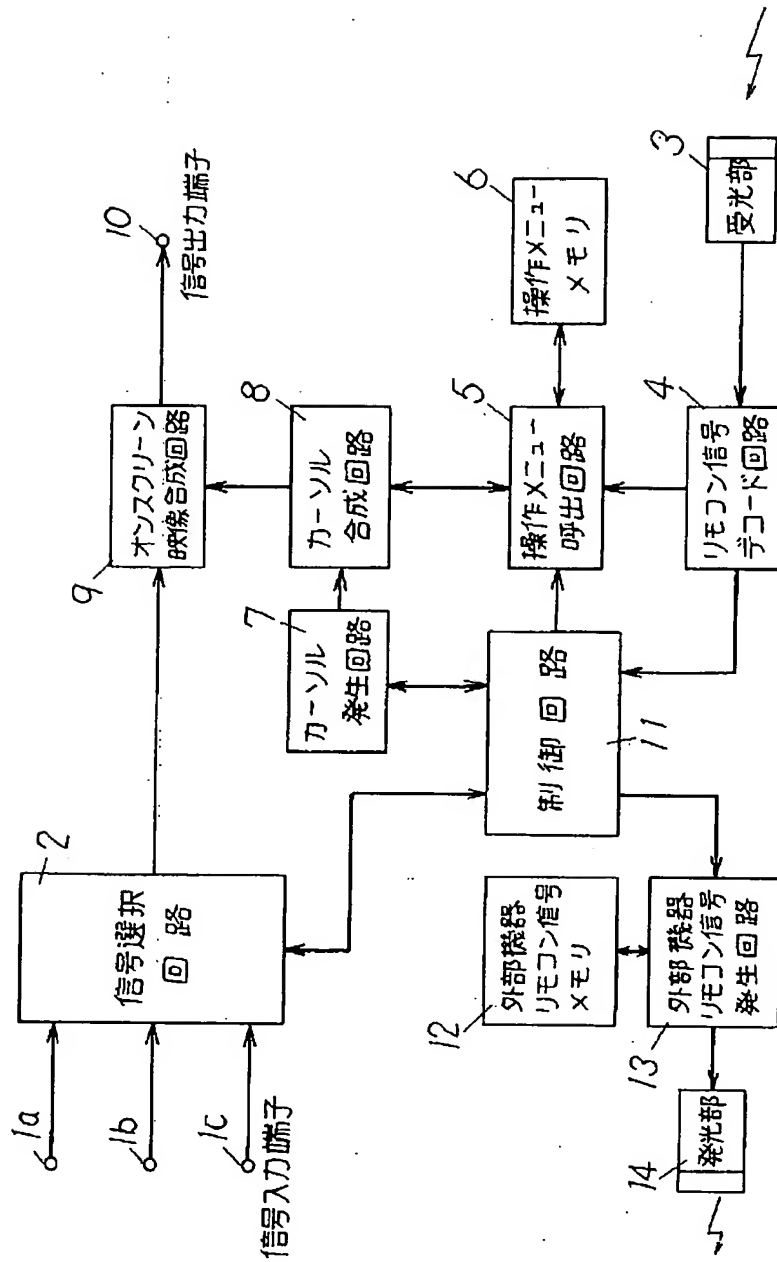 1a
1b
1c
信号入力端子
2
信号選択
回路
9
オンスクリーン
映像合成回路
10
信号出力端子
7
カーソル
発生回路
8
カーソル
合成回路
5
操作メニュー
呼出回路
6
操作メニュー
メモリ
制御回路
11
4
リモコン信号
デコード回路
3
受光部
12
外部機器
リモコン信号
メモリ
13
外部機器
リモコン信号
発生回路
14
発光部